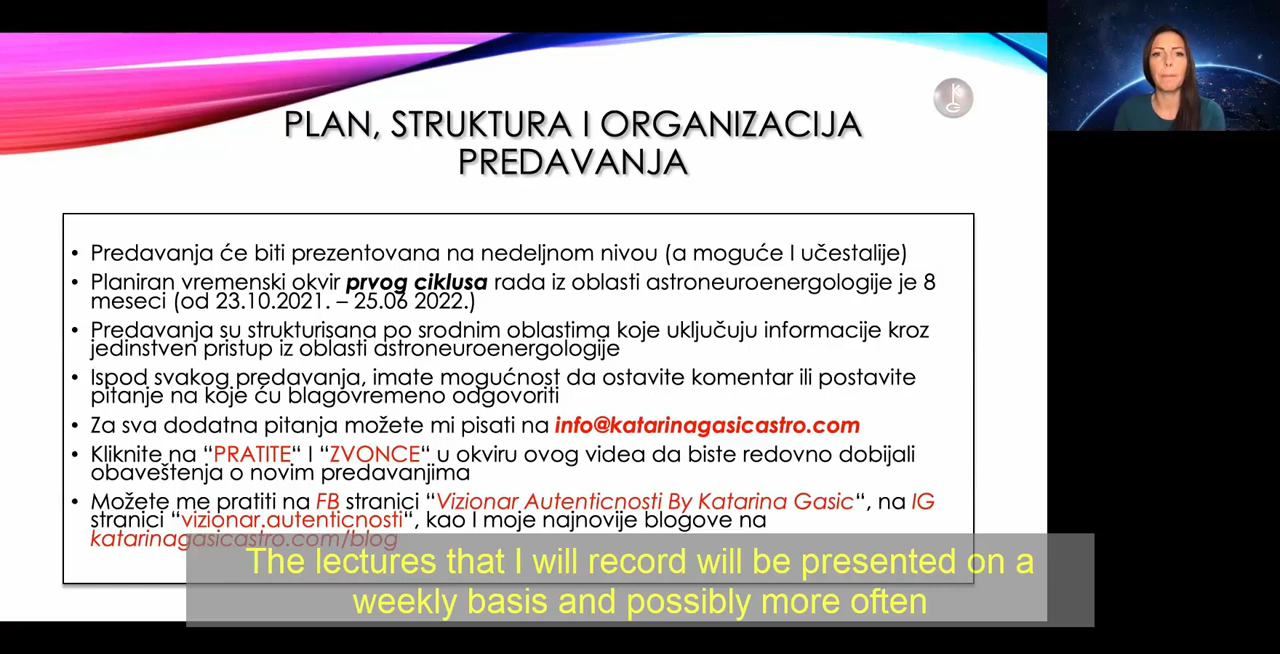 KG
PLAN, STRUKTURA I ORGANIZACIJA
PREDAVANJA
• Predavanja će biti prezentovana na nedeljnom nivou (a moguće I učestalije)
• Planiran vremenski okvir prvog ciklusa rada iz oblasti astroneuroenergologije je 8
meseci (od 23.10.2021. – 25.06 2022.)
• Predavanja su strukturisana po srodnim oblastima koje uključuju informacije kroz
jedinstven pristup iz oblasti astroneuroenergologije
• Ispod svakog predavanja, imate mogućnost da ostavite komentar ili postavite
pitanje na koje ću blagovremeno odgovoriti
• Za sva dodatna pitanja možete mi pisati na info@katarinagasicastro.com
• Kliknite na “PRATITE“ I “ZVONCE“ u okviru ovog videa da biste redovno dobijali
obaveštenja o novim predavanjima
• Možete me pratiti na FB stranici “Vizionar Autenticnosti By Katarina Gasic“, na IG
stranici “vizionar.autenticnosti“, kao I moje najnovije blogove na
katarinagasicastro.com/blog
The lectures that I will record will be presented on a
weekly basis and possibly more often